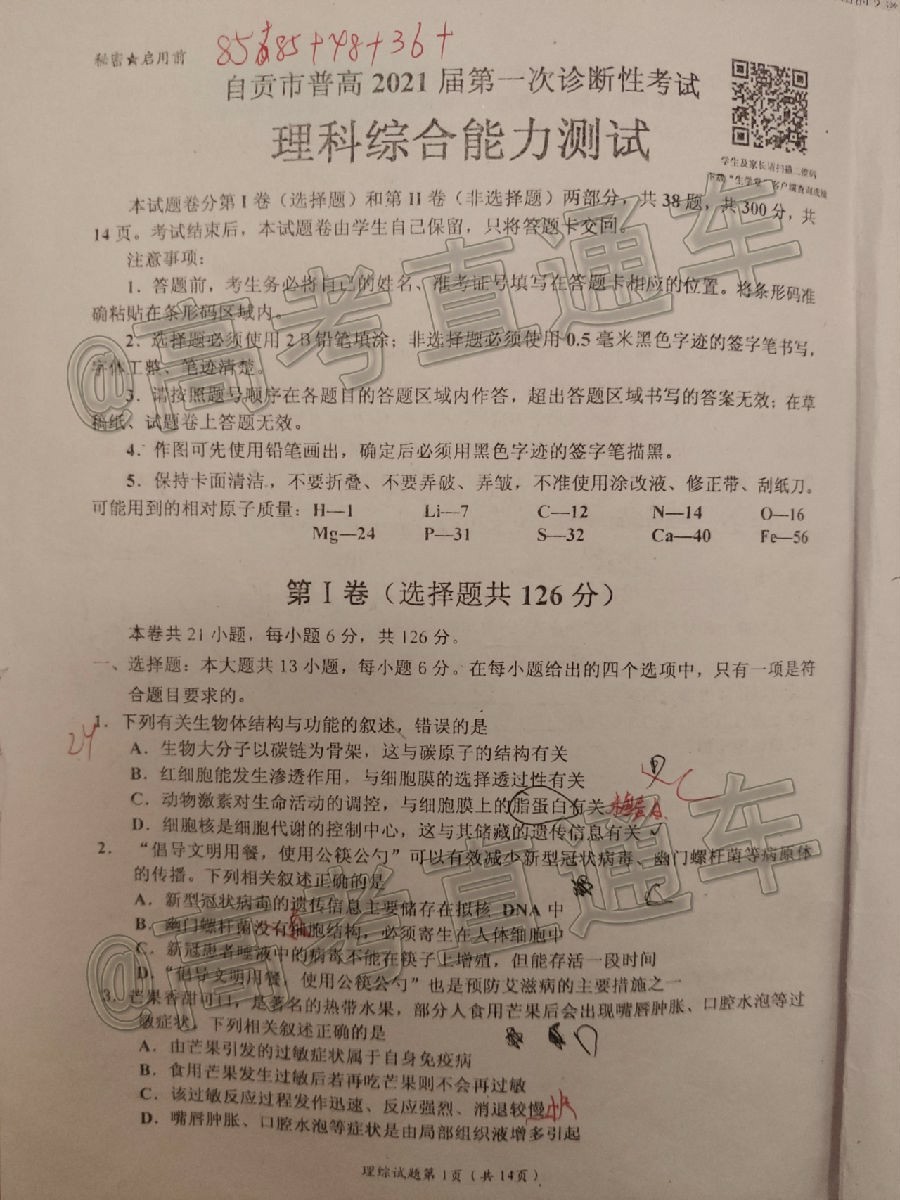 秘密★启用前
85 85+48+36+
自贡市普高 2021 届第一次诊断性考试
理科综合能力测试
学生及家长请扫描二维码
本试题卷分第 I 卷（选择题）和第 II 卷（非选择题）两部分，共 38 题，共 300 分，共
14 页。考试结束后，本试题卷由学生自己保留，只将答题卡交回。
注意事项：
1．答题前，考生务必将自己的姓名、准考证号填写在答题卡相应的位置。将条形码准
确粘贴在条形码区域内。
2．选择题必须使用 2B 铅笔填涂；非选择题必须使用 0.5 毫米黑色字迹的签字笔书写，
字体工整、笔迹清楚。
3．请按照题号顺序在各题目的答题区域内作答，超出答题区域书写的答案无效；在草
稿纸、试题卷上答题无效。
4．作图可先使用铅笔画出，确定后必须用黑色字迹的签字笔描黑。
5．保持卡面清洁，不要折叠、不要弄破、弄皱，不准使用涂改液、修正带、刮纸刀。
可能用到的相对原子质量：H—1 Li—7 C—12 N—14 O—16
Mg—24 P—31 S—32 Ca—40 Fe—56
@高考直通车
第 I 卷（选择题共 126 分）
本卷共 21 小题，每小题 6 分，共 126 分。
一、选择题：本大题共 13 小题，每小题 6 分。在每小题给出的四个选项中，只有一项是符
合题目要求的。
24
1．下列有关生物体结构与功能的叙述，错误的是
A．生物大分子以碳链为骨架，这与碳原子的结构有关
B．红细胞能发生渗透作用，与细胞膜的选择透过性有关
C．动物激素对生命活动的调控，与细胞膜上的脂蛋白有关
D．细胞核是细胞代谢的控制中心，这与其储藏的遗传信息有关
2．“倡导文明用餐，使用公筷公勺”可以有效减少新型冠状病毒、幽门螺杆菌等病原体
的传播。下列相关叙述正确的是
C
A．新型冠状病毒的遗传信息主要储存在拟核 DNA 中
B．幽门螺杆菌没有细胞结构，必须寄生在人体细胞中
C．新冠患者唾液中的病毒不能在筷子上增殖，但能存活一段时间
D．“倡导文明用餐，使用公筷公勺”也是预防艾滋病的主要措施之一
3．芒果香甜可口，是著名的热带水果，部分人食用芒果后会出现嘴唇肿胀、口腔水泡等过
敏症状。下列相关叙述正确的是
A．由芒果引发的过敏症状属于自身免疫病
B．食用芒果发生过敏后若再吃芒果则不会再过敏
C．该过敏反应过程发作迅速、反应强烈、消退较慢 快
D．嘴唇肿胀、口腔水泡等症状是由局部组织液增多引起
@高考直通车
理综试题第 1页（共 14页）